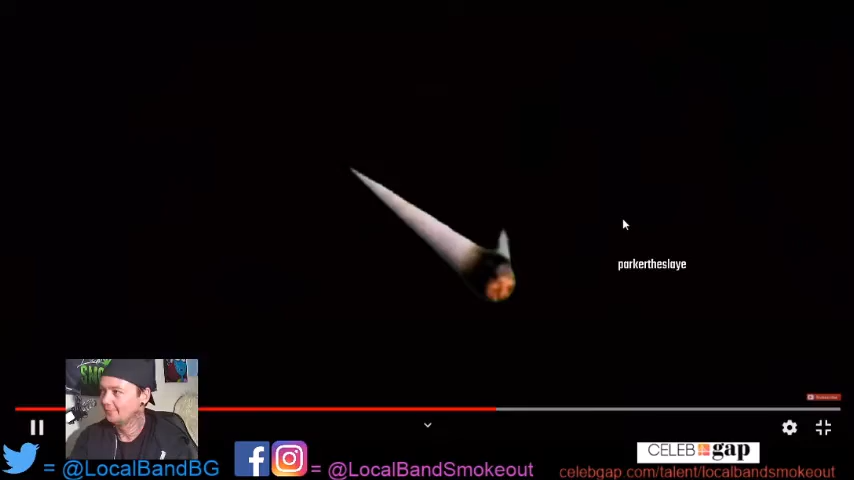 parkertheslaye
= @LocalBandBG
= @LocalBandSmokeout
CELEB gap
celebgap.com/talent/localbandsmokeout